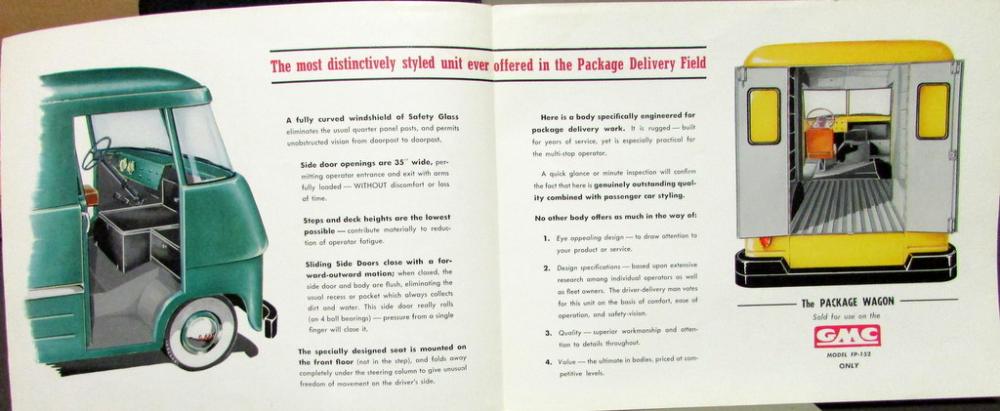 The most distinctively styled unit ever offered in the Package Delivery Field
A fully curved windshield of Safety Glass
eliminates the usual quarter panel posts, and permits
unobstructed vision from doorpost to doorpost.
Side door openings are 35" wide, per-
mitting operator entrance and exit with arms
fully loaded — WITHOUT discomfort or loss
of time.
Steps and deck heights are the lowest
possible — contribute materially to reduc-
tion of operator fatigue.
Sliding Side Doors close with a for-
ward-outward motion; when closed, the
side door and body are flush, eliminating the
usual recess or pocket which always collects
dirt and water. This side door really rolls
(on 4 ball bearings) — pressure from a single
finger will close it.
The specially designed seat is mounted on
the front floor (not in the step), and folds away
completely under the steering column to give unusual
freedom of movement on the driver's side.
Here is a body specifically engineered for
package delivery work. It is rugged — built
for years of service, yet is especially practical for
the multi-stop operator.
A quick glance or minute inspection will confirm
the fact that here is genuinely outstanding qual-
ity combined with passenger car styling.
No other body offers as much in the way of:
1. Eye appealing design — to draw attention to
your product or service.
2. Design specifications — based upon extensive
research among individual operators as well
as fleet owners. The driver-delivery man votes
for this unit on the basis of comfort, ease of
operation, and safety-vision.
3. Quality — superior workmanship and atten-
tion to details throughout.
4. Value — the ultimate in bodies, priced at com-
petitive levels.
The PACKAGE WAGON
Sold for use on the
GMC
MODEL FP-152
ONLY